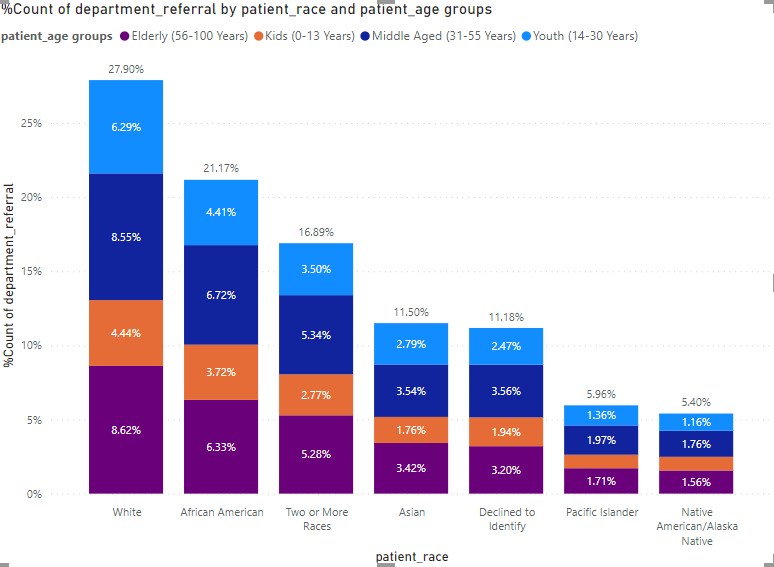 %Count of department_referral by patient_race and patient_age groups
patient_age groups Elderly (56-100 Years) Kids (0-13 Years) Middle Aged (31-55 Years) Youth (14-30 Years)
27.90%
25%
6.29%
21.17%
20%
4.41%
16.89%
8.55%
3.50%
15%
6.72%
11.50%
11.18%
5.34%
4.44%
10%
2.79%
2.47%
3.72%
5.96%
5.40%
2.77%
3.54%
3.56%
1.36%
1.16%
5%
8.62%
1.76%
1.94%
1.97%
1.76%
6.33%
5.28%
3.42%
3.20%
1.71%
1.56%
0%
%Count of department_referral
White
African American
Two or More
Races
Asian
Declined to
Identify
Pacific Islander
Native
American/Alaska
Native
patient_race